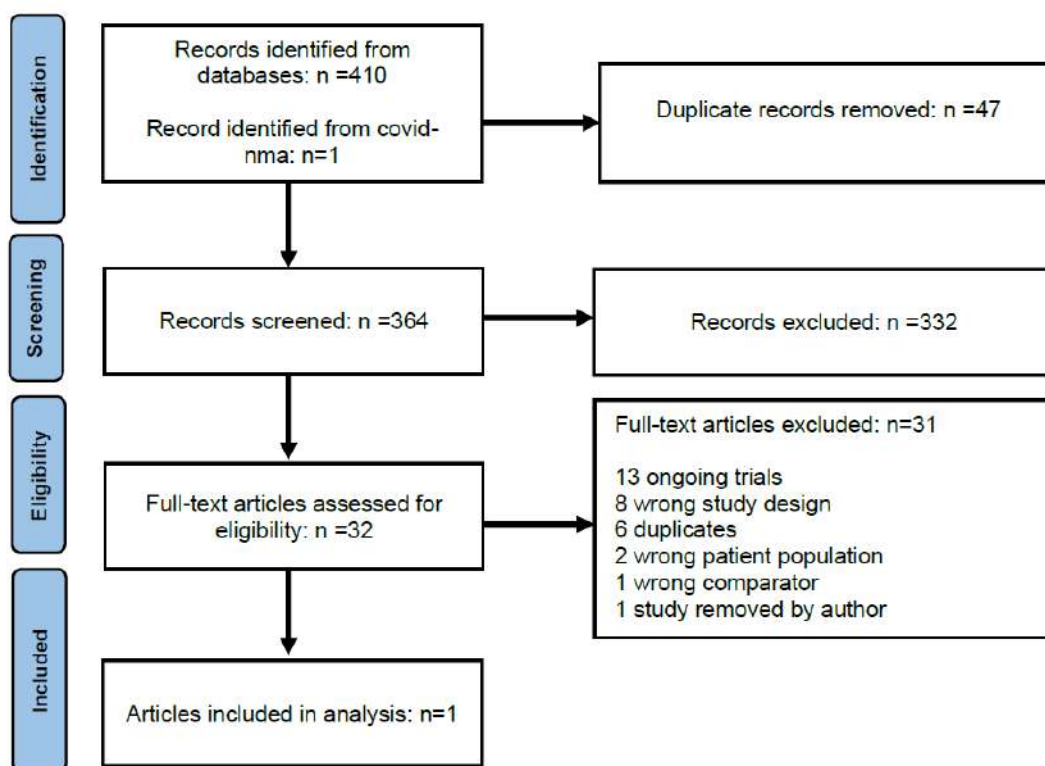 Identification
Records identified from
databases: n =410
Record identified from covid-
nma: n=1
Duplicate records removed: n =47
Screening
Records screened: n =364
Records excluded: n =332
Eligibility
Full-text articles assessed for
eligibility: n =32
Full-text articles excluded: n=31
13 ongoing trials
8 wrong study design
6 duplicates
2 wrong patient population
1 wrong comparator
1 study removed by author
Included
Articles included in analysis: n=1